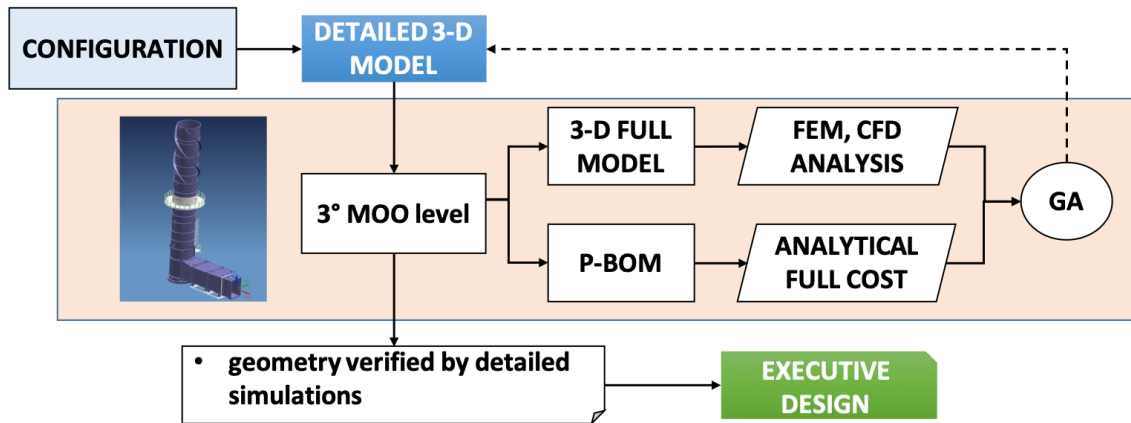 CONFIGURATION
DETAILED 3-D
MODEL
3-D FULL
MODEL
FEM, CFD
ANALYSIS
3° MOO level
GA
P-BOM
ANALYTICAL
FULL COST
• geometry verified by detailed
simulations
EXECUTIVE
DESIGN